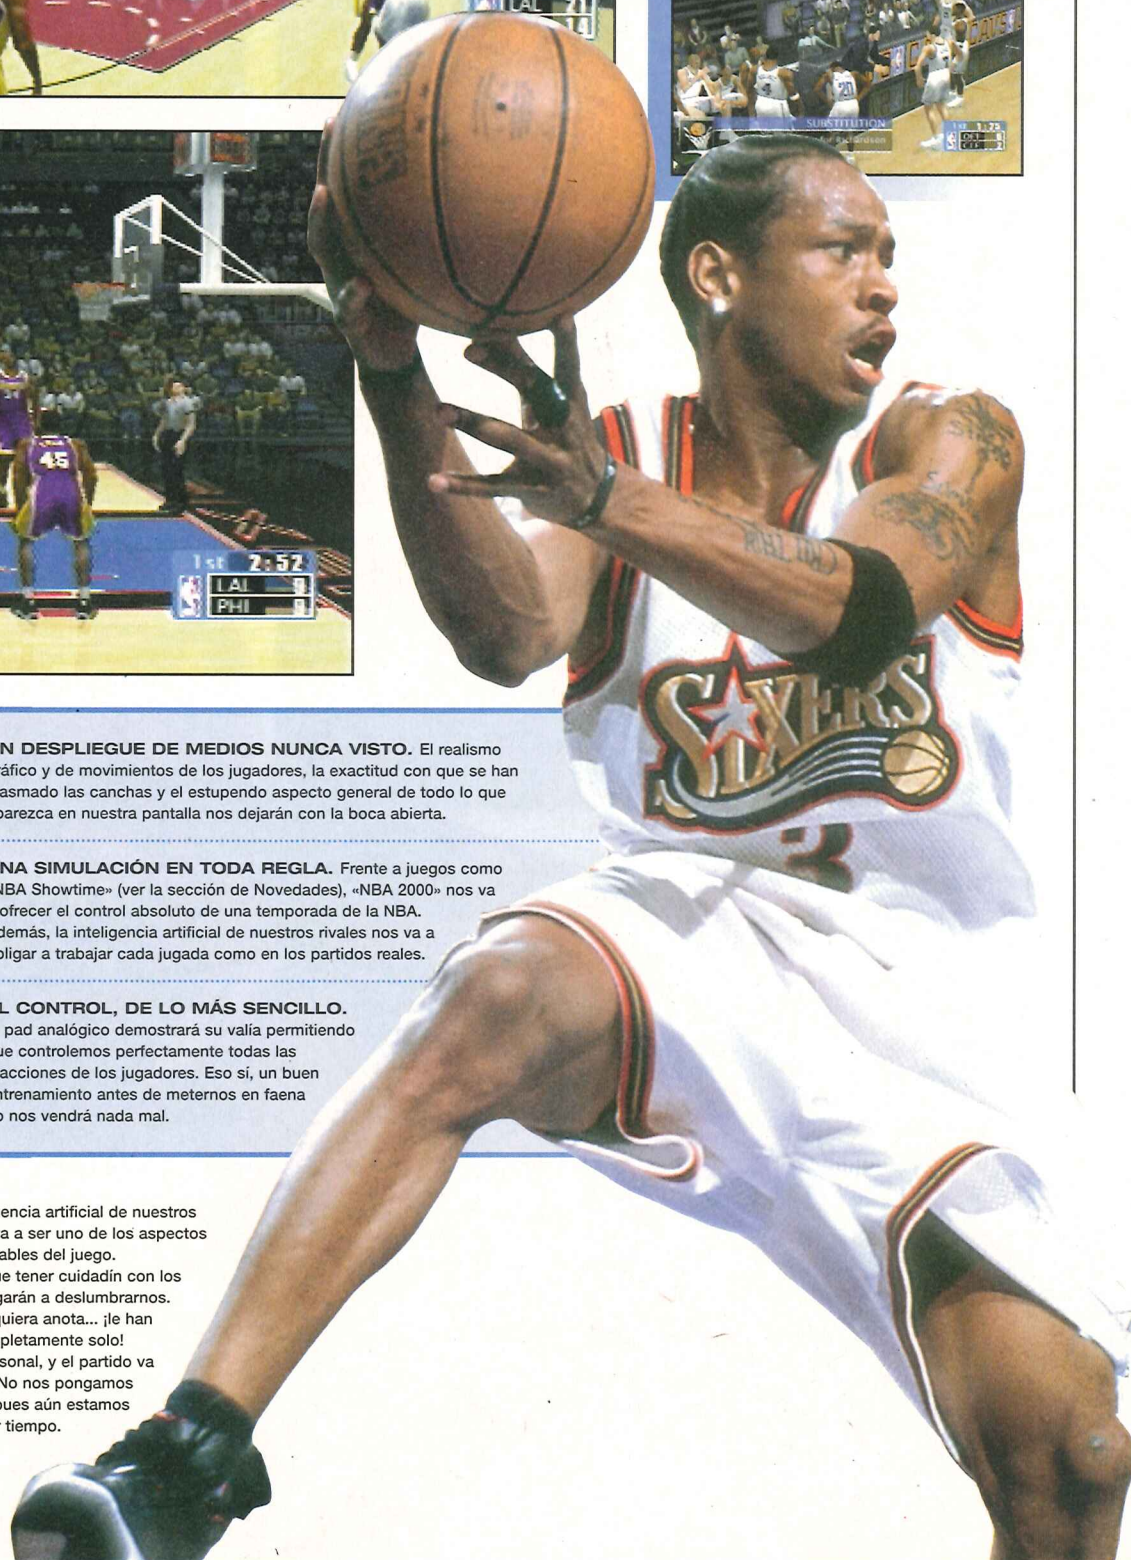 LAL
SUBSTITUTION
45
20
4
1st 2:52
LAL
PHI
SIXERS
3
N DESPLIEGUE DE MEDIOS NUNCA VISTO. El realismo
ráfico y de movimientos de los jugadores, la exactitud con que se han
asmado las canchas y el estupendo aspecto general de todo lo que
parezca en nuestra pantalla nos dejarán con la boca abierta.
NA SIMULACIÓN EN TODA REGLA. Frente a juegos como
NBA Showtime» (ver la sección de Novedades), «NBA 2000» nos va
ofrecer el control absoluto de una temporada de la NBA.
demás, la inteligencia artificial de nuestros rivales nos va a
bligar a trabajar cada jugada como en los partidos reales.
L CONTROL, DE LO MÁS SENCILLO.
pad analógico demostrará su valía permitiendo
ue controlemos perfectamente todas las
acciones de los jugadores. Eso sí, un buen
ntrenamiento antes de meternos en faena
o nos vendrá nada mal.
encia artificial de nuestros
a a ser uno de los aspectos
ables del juego.
ue tener cuidadín con los
garán a deslumbrarnos.
quiera anota... ¡le han
pletamente solo!
sonal, y el partido va
No nos pongamos
pues aún estamos
r tiempo.